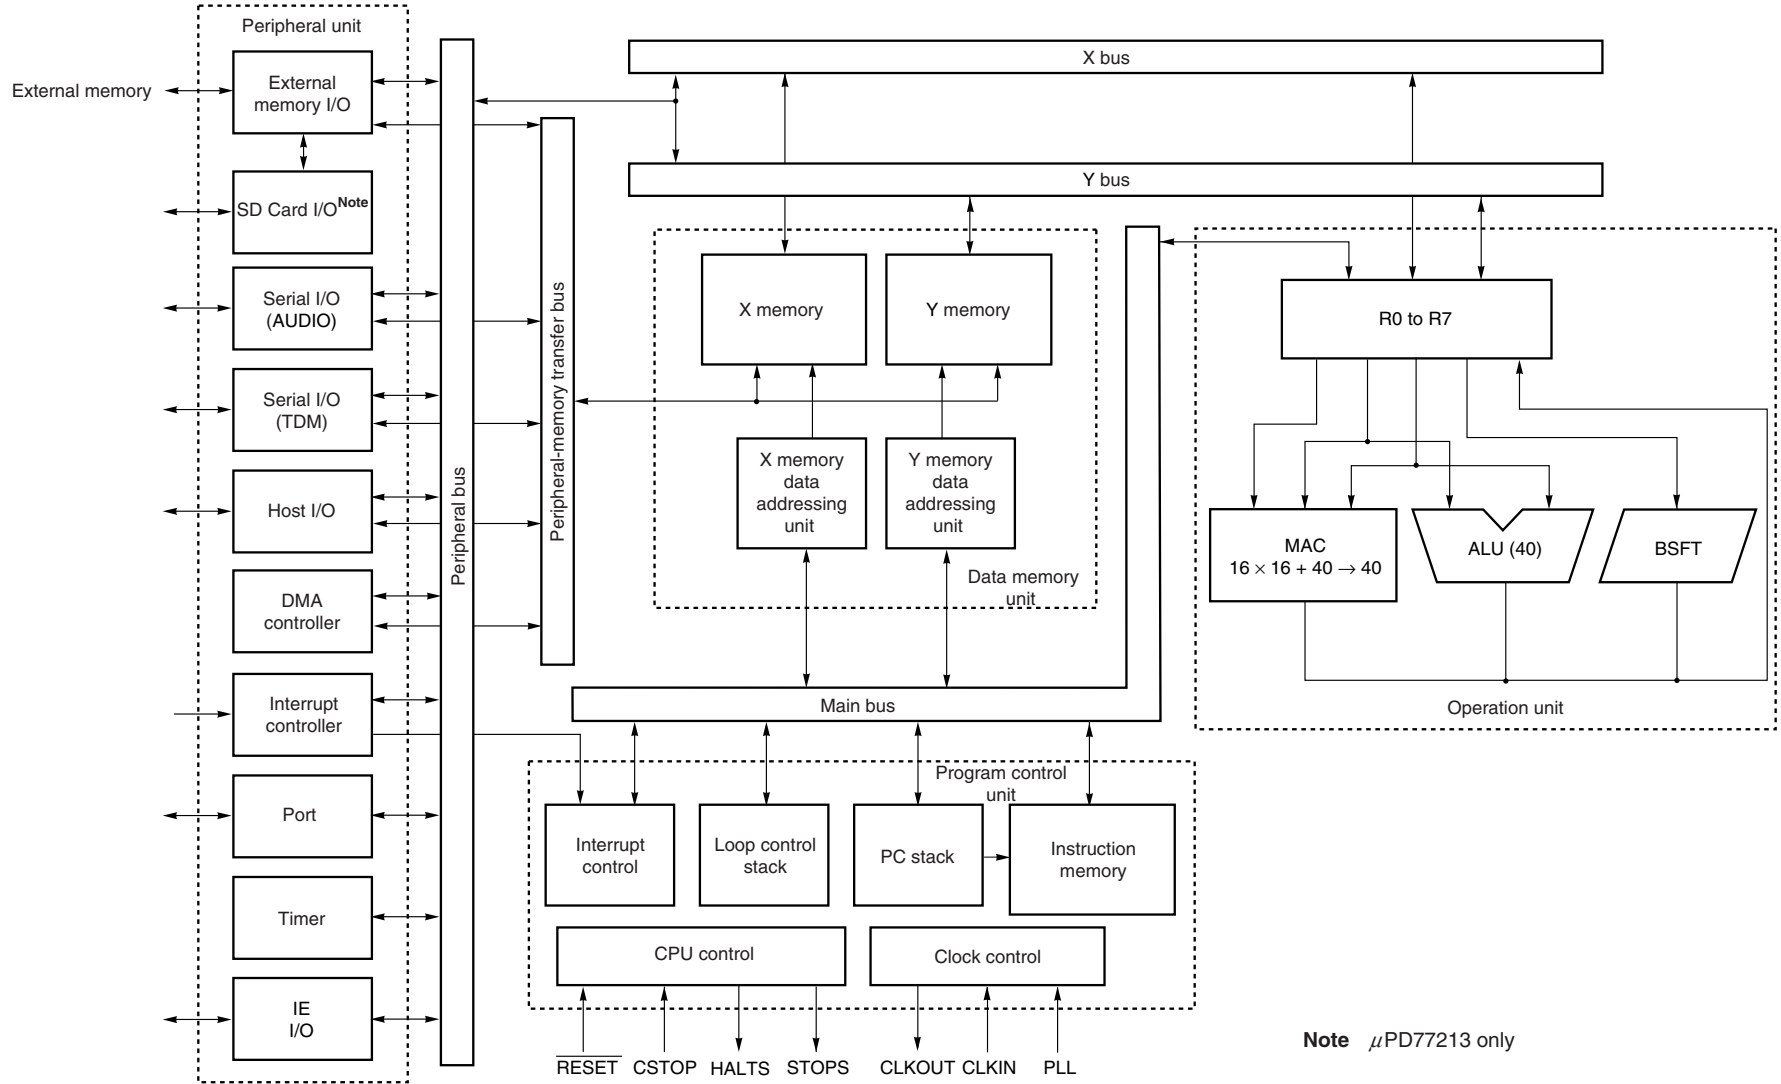 Peripheral unit
External memory
External
memory I/O
SD Card I/O Note
Serial I/O
(AUDIO)
Serial I/O
(TDM)
Host I/O
DMA
controller
Interrupt
controller
Port
Timer
IE
I/O
Peripheral bus
Peripheral-memory transfer bus
X bus
Y bus
X memory
Y memory
X memory
data
addressing
unit
Y memory
data
addressing
unit
Data memory
unit
Main bus
R0 to R7
MAC
16 × 16 + 40 → 40
ALU (40)
BSFT
Operation unit
Program control
unit
Interrupt
control
Loop control
stack
PC stack
Instruction
memory
CPU control
Clock control
RESET CSTOP HALTS STOPS CLKOUT CLKIN PLL
Note μPD77213 only